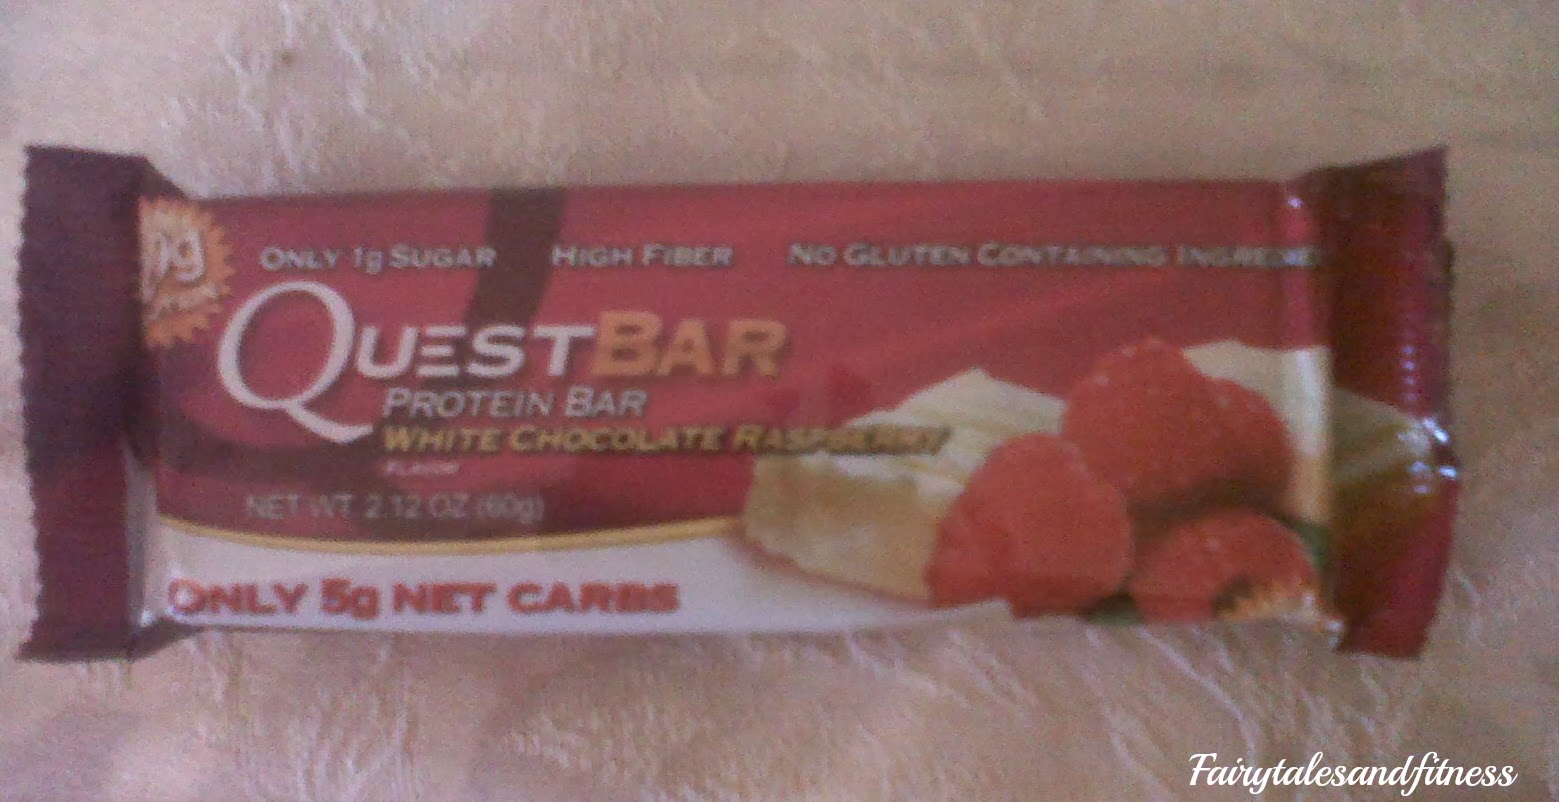 ONLY 1g SUGAR HIGH FIBER NO GLUTEN CONTAINING
QUESTBAR
PROTEIN BAR
WHITE CHOCOLATE RASPBERRY
FLAVOR
NET WT 2.12 OZ (60g)
ONLY 5g NET CARBS
Fairytalesandfitness